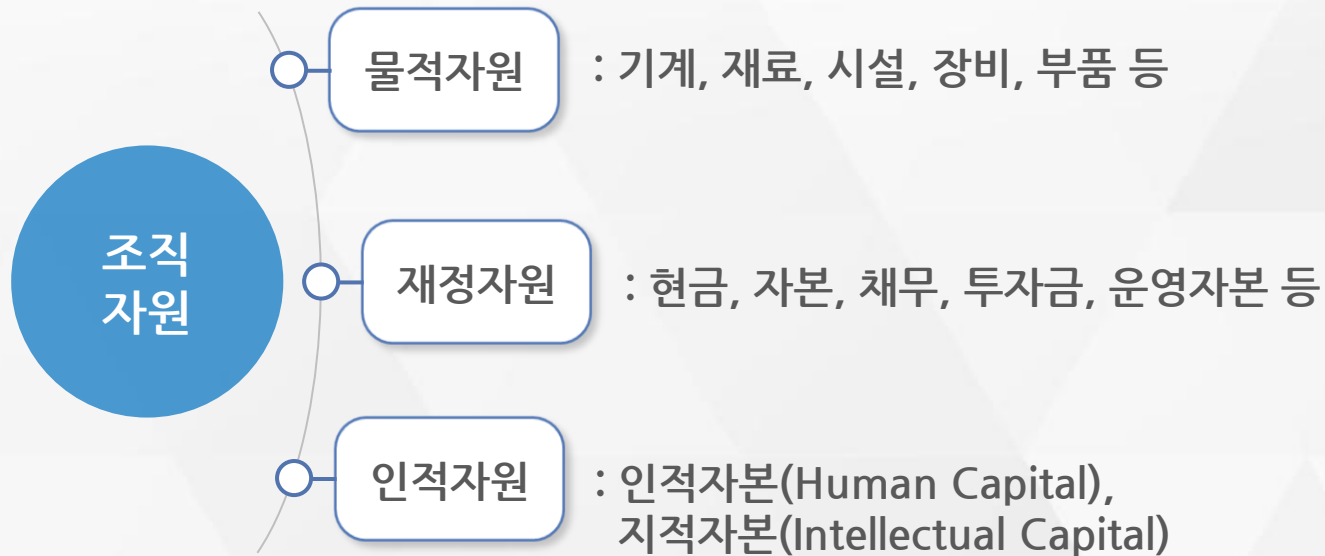 물적자원 : 기계, 재료, 시설, 장비, 부품 등
조직
자원
재정자원 : 현금, 자본, 채무, 투자금, 운영자본 등
인적자원 : 인적자본(Human Capital),
지적자본(Intellectual Capital)